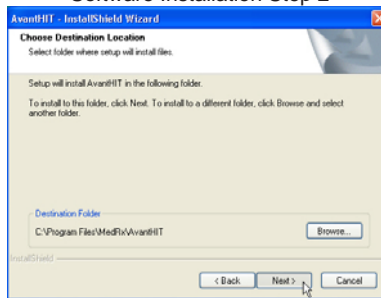 Software Installation Step 2
AvantHIT - InstallShield Wizard
Choose Destination Location
Select folder where setup will install files.
Setup will install AvantHIT in the following folder.
To install to this folder, click Next. To install to a different folder, click Browse and select
another folder.
Destination Folder
C:\Program Files\MedRx\AvantHIT
Browse...
InstallShield
< Back
Next >
Cancel